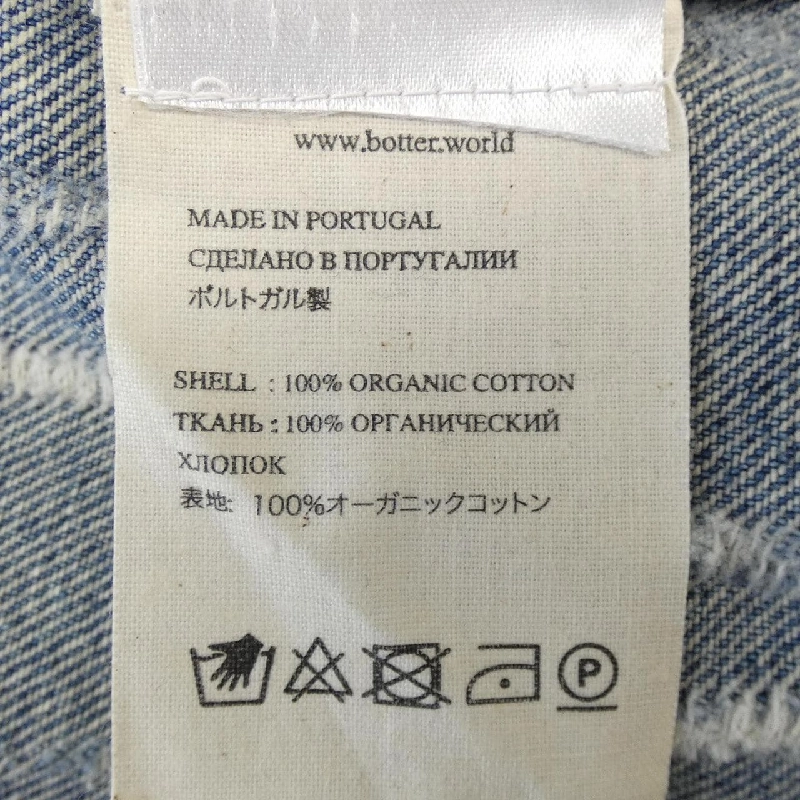 www.botter.world
MADE IN PORTUGAL
СДЕЛАНО В ПОРТУГАЛИИ
ポルトガル製
SHELL : 100% ORGANIC COTTON
ТКАНЬ : 100% ОРГАНИЧЕСКИЙ
ХЛОПОК
表地: 100%オーガニックコットン
P